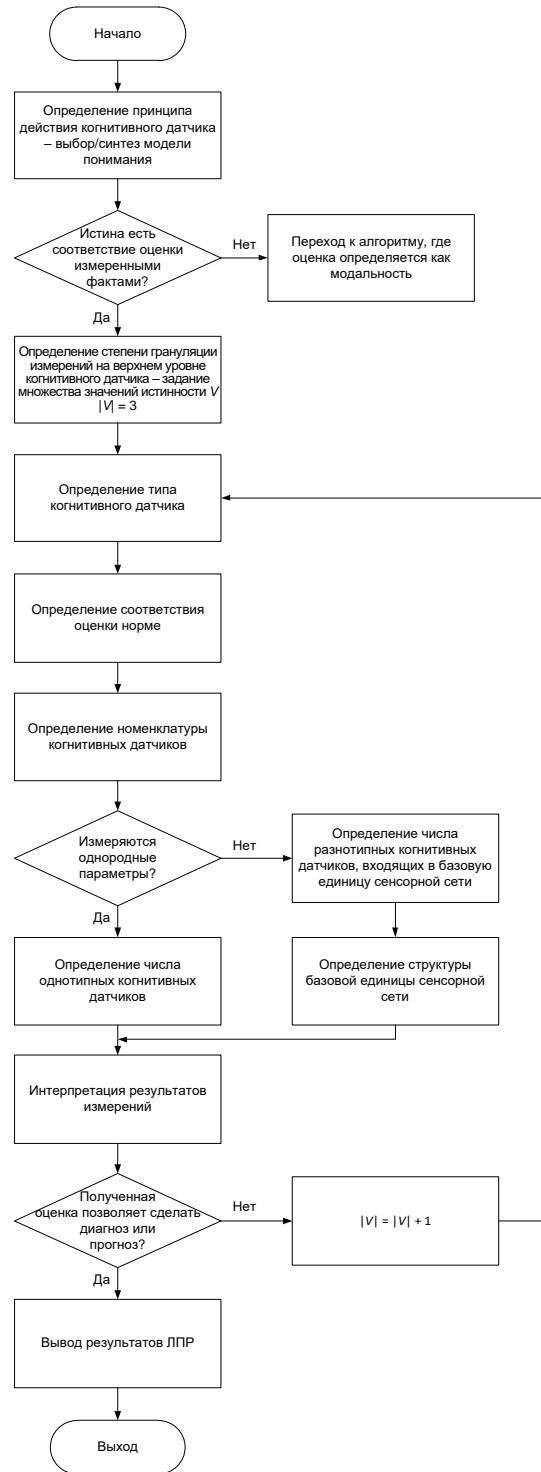 Начало
Определение принципа
действия когнитивного датчика
– выбор/синтез модели
понимания
Истина есть
соответствие оценки
измеренными
фактами?
Нет
Переход к алгоритму, где
оценка определяется как
модальность
Да
Определение степени грануляции
измерений на верхнем уровне
когнитивного датчика – задание
множества значений истинности V
|V| = 3
Определение типа
когнитивного датчика
Определение соответствия
оценки норме
Определение номенклатуры
когнитивных датчиков
Измеряются
однородные
параметры?
Нет
Определение числа
разнотипных когнитивных
датчиков, входящих в базовую
единицу сенсорной сети
Да
Определение числа
однотипных когнитивных
датчиков
Определение структуры
базовой единицы сенсорной
сети
Интерпретация результатов
измерений
Полученная
оценка позволяет сделать
диагноз или
прогноз?
Нет
|V| = |V| + 1
Да
Вывод результатов ЛПР
Выход